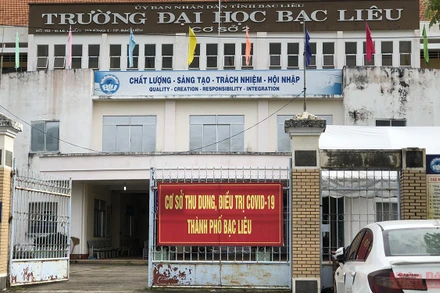 ỦY BAN NHÂN DÂN TỈNH BẠC LIÊU
TRƯỜNG ĐẠI HỌC BẠC LIÊU
CƠ SỞ 2
CHẤT LƯỢNG - SÁNG TẠO - TRÁCH NHIỆM - HỘI NHẬP
QUALITY - CREATION - RESPONSIBILITY - INTEGRATION
CƠ SỞ THU DUNG, ĐIỀU TRỊ COVID-19
THÀNH PHỐ BẠC LIÊU